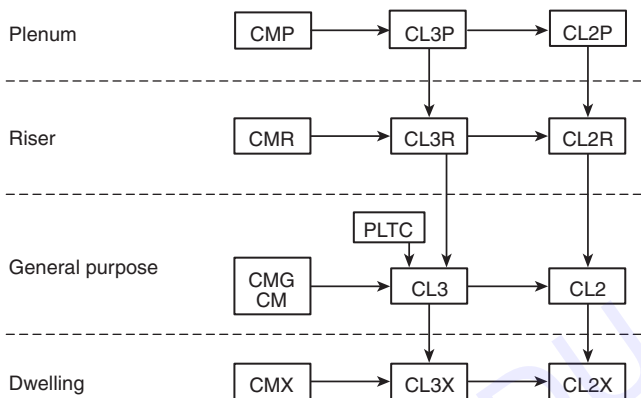 Plenum
CMP
CL3P
CL2P
Riser
CMR
CL3R
CL2R
PLTC
General purpose
CMG
CM
CL3
CL2
Dwelling
CMX
CL3X
CL2X